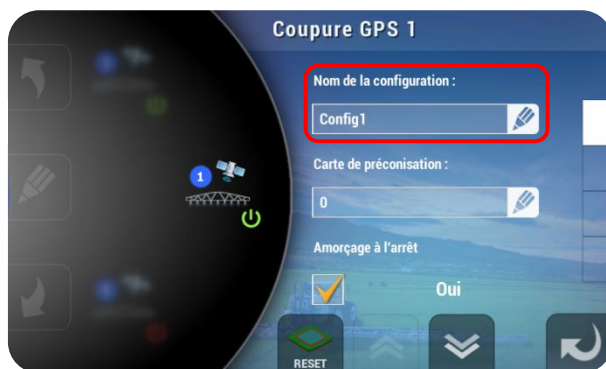 Coupure GPS 1
Nom de la configuration :
Config1
Carte de préconisation :
1
0
Amorçage à l'arrêt
Oui
RESET